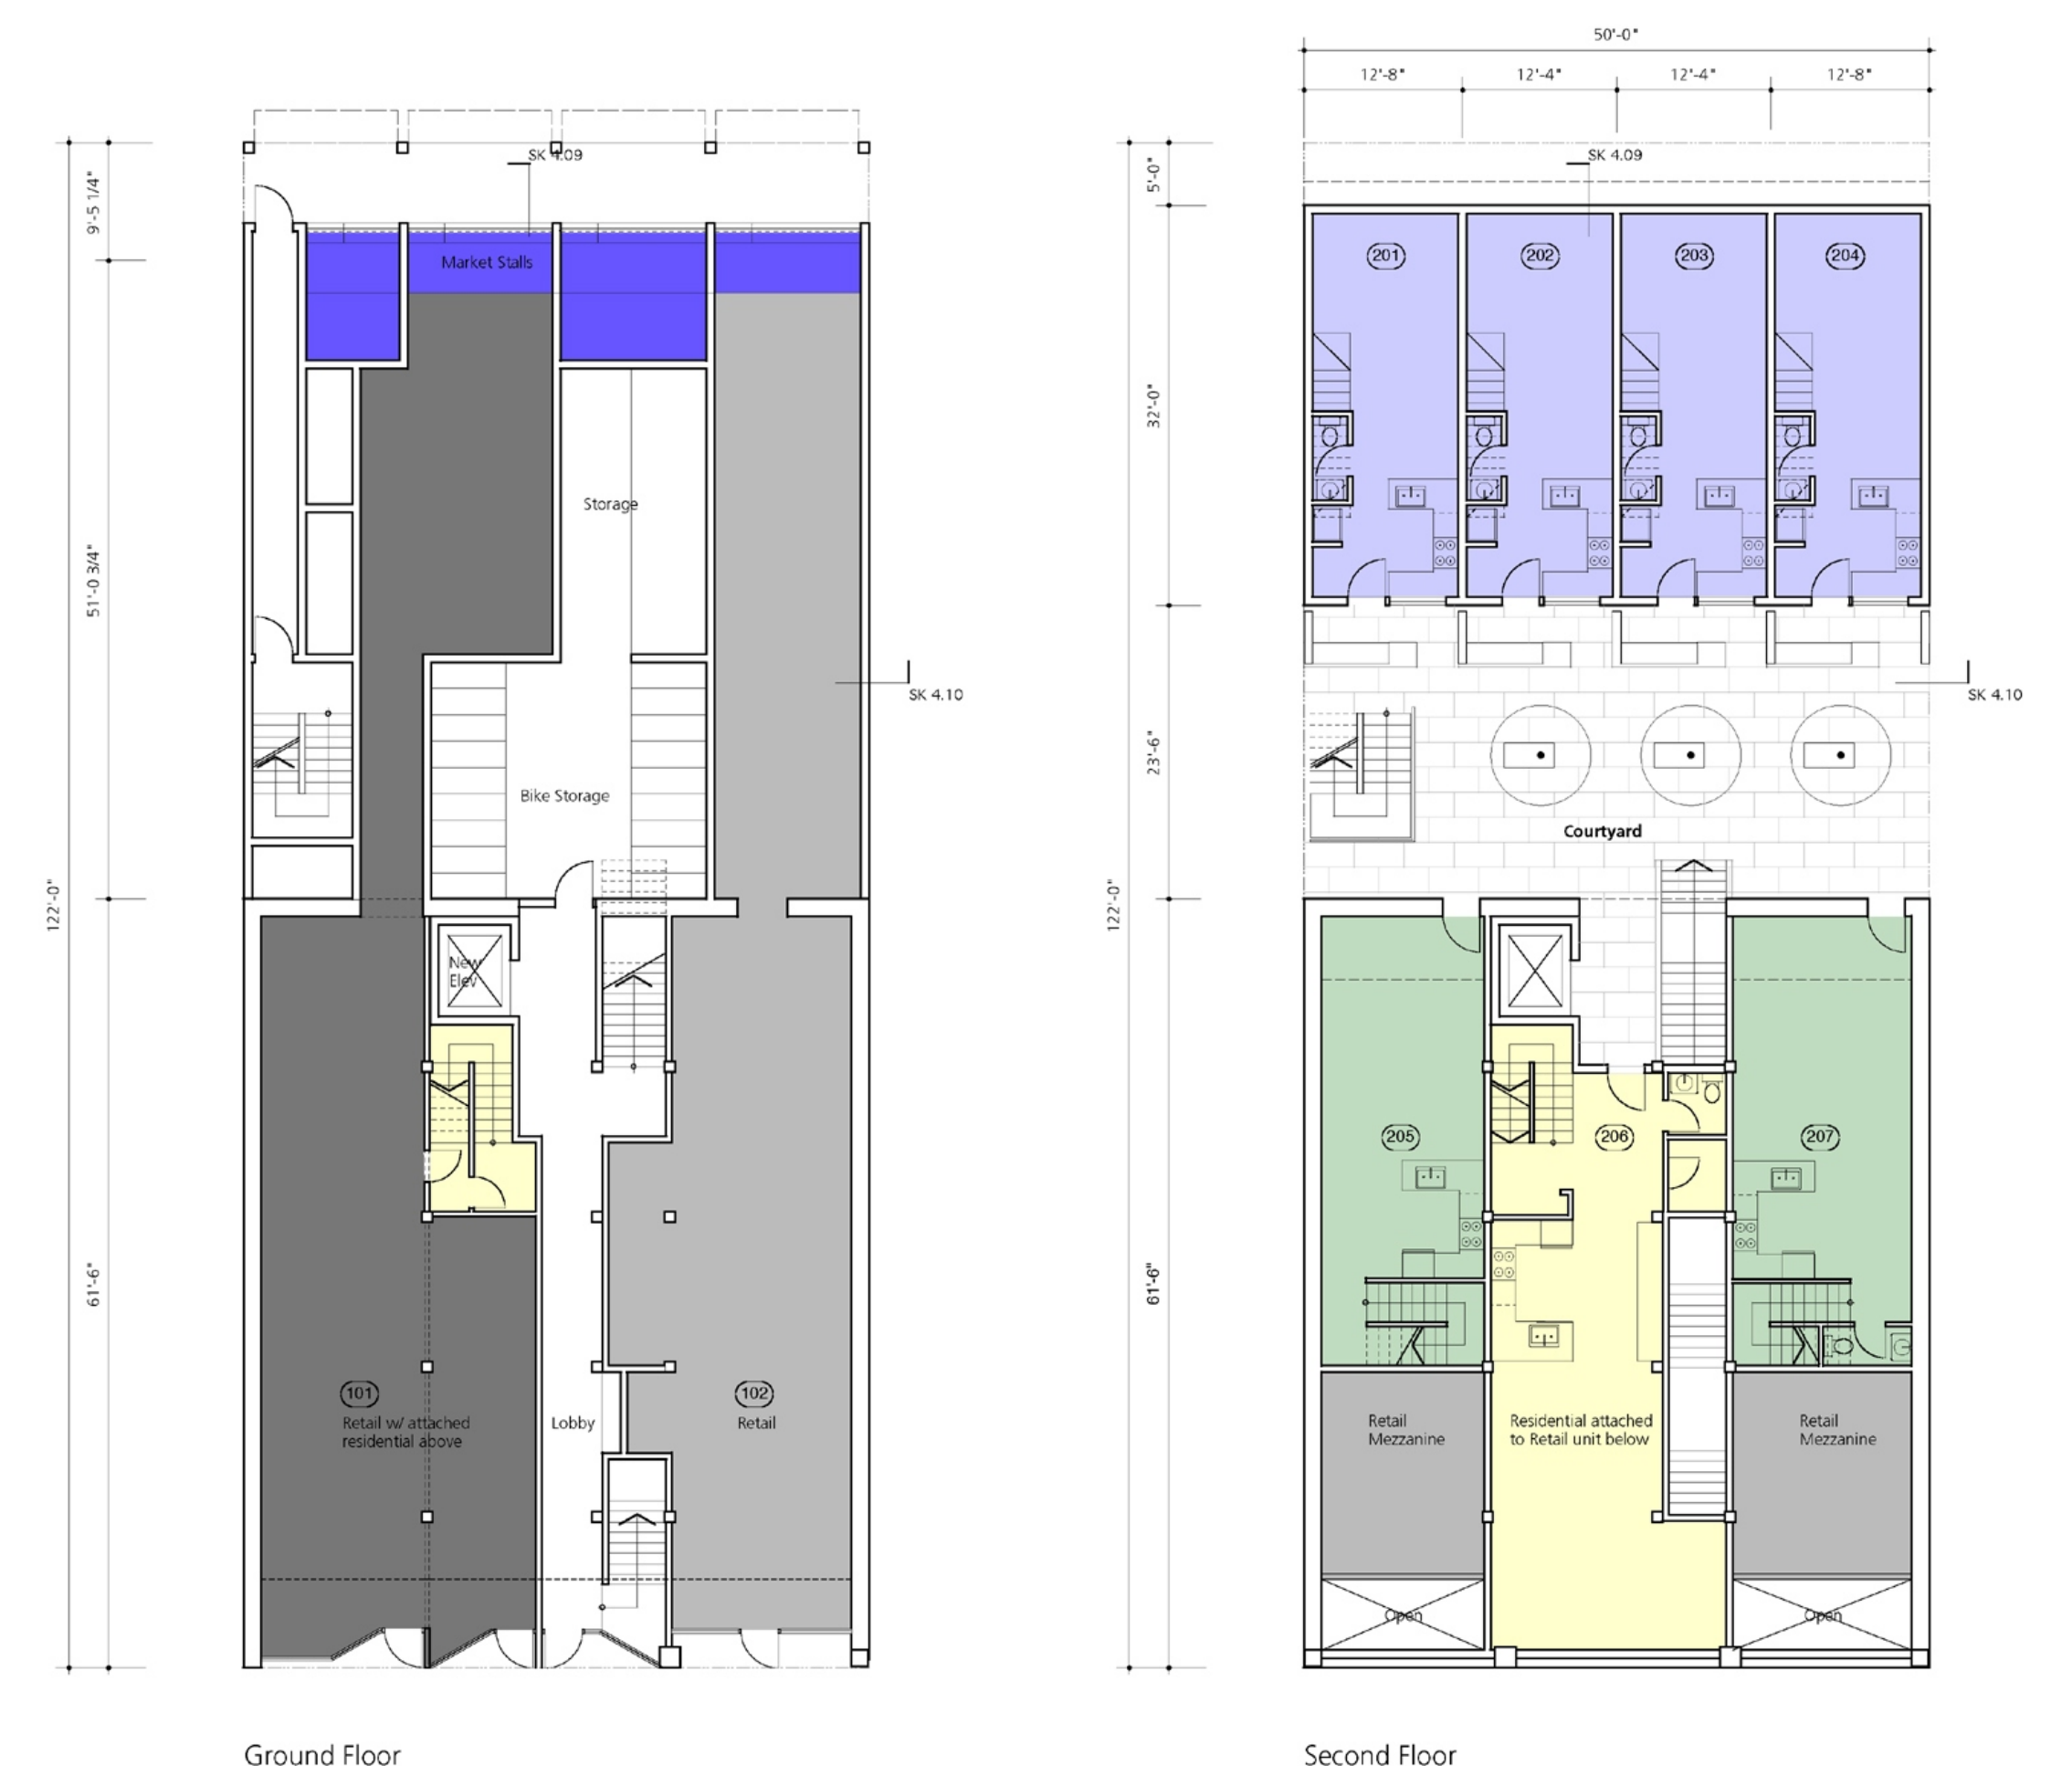 50'-0"
12'-8"
12'-4"
12'-4"
12'-8"
SK 4.09
SK 4.09
9'-5 1/4"
5'-0"
Market Stalls
201
202
203
204
32'-0"
Storage
51'-0 3/4"
SK 4.10
SK 4.10
23'-6"
Bike Storage
Courtyard
122'-0"
122'-0"
New
Elev
205
206
207
61'-6"
61'-6"
101
Retail w/ attached
residential above
Lobby
102
Retail
Retail
Mezzanine
Residential attached
to Retail unit below
Retail
Mezzanine
Open
Open
Ground Floor
Second Floor